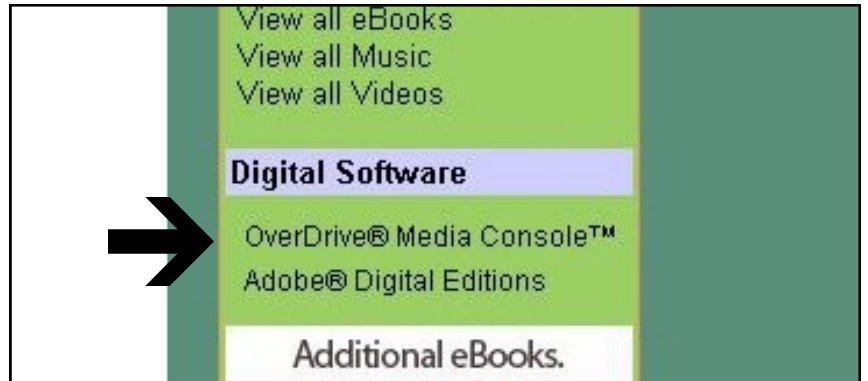 View all eBooks
View all Music
View all Videos
Digital Software
OverDrive® Media Console™
Adobe® Digital Editions
Additional eBooks.